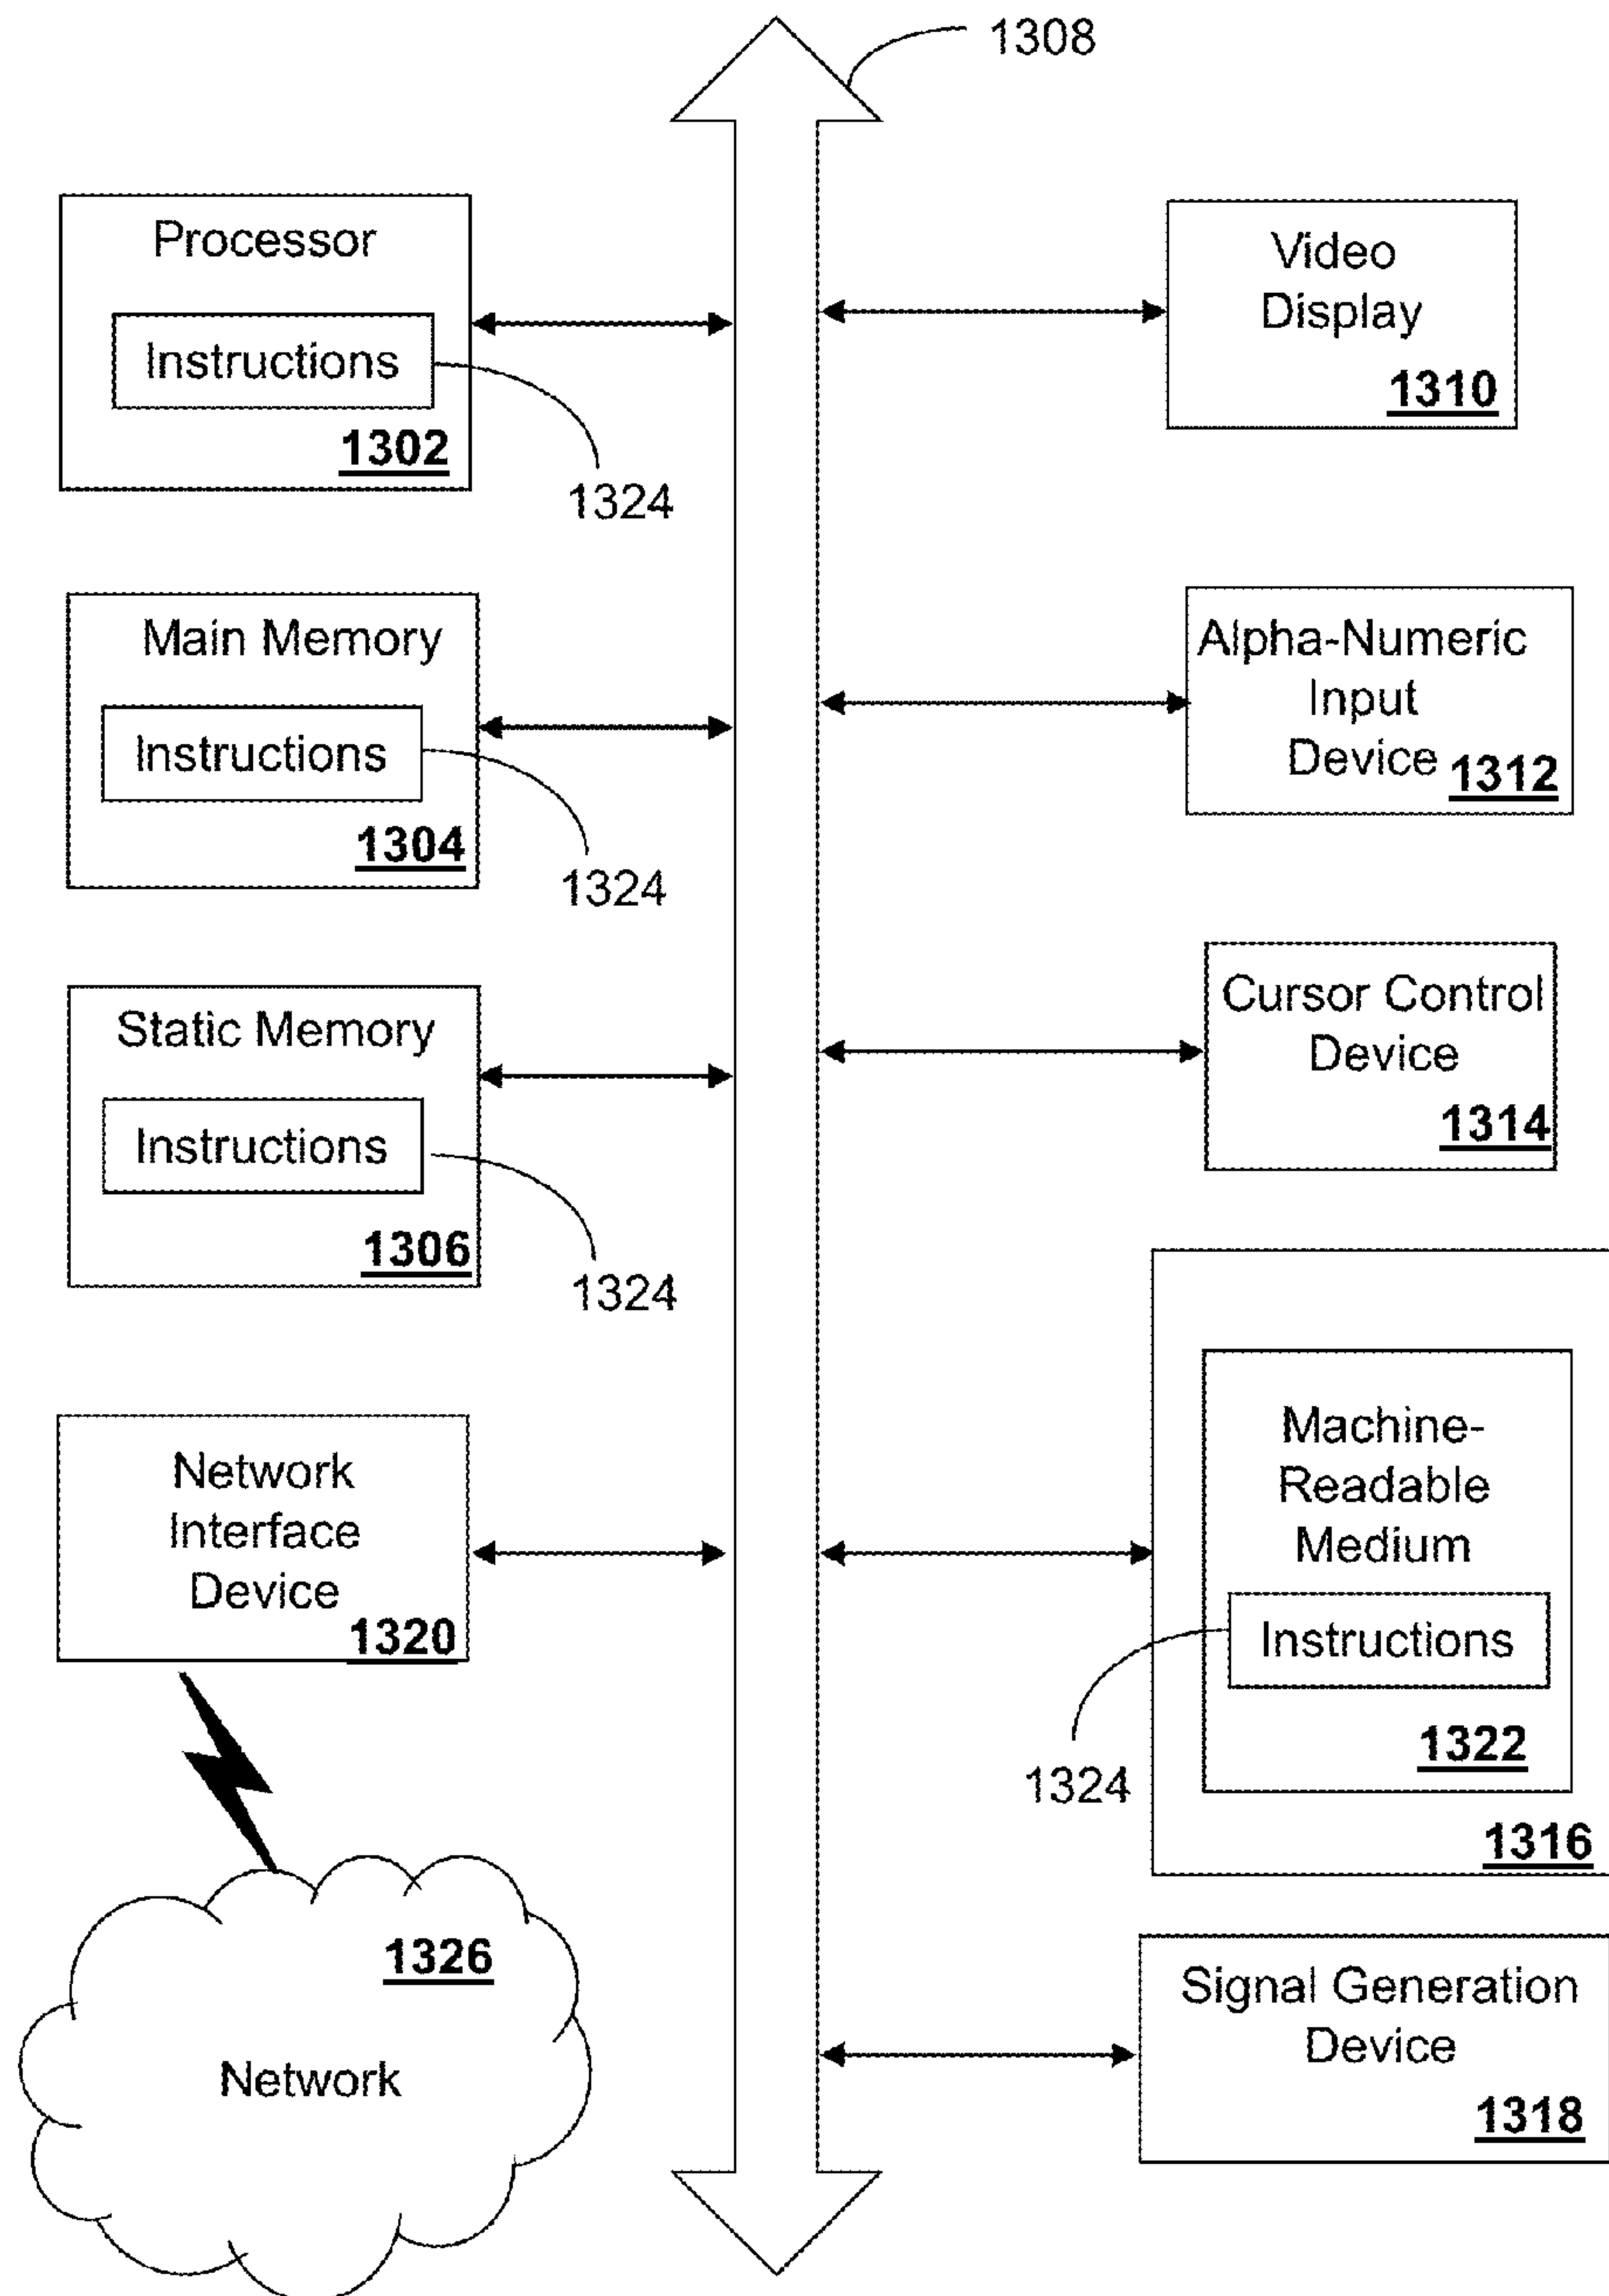 1308
Processor
Instructions
1302
1324
Main Memory
Instructions
1304
1324
Static Memory
Instructions
1306
1324
Network
Interface
Device
1320
1326
Network
Video
Display
1310
Alpha-Numeric
Input
Device 1312
Cursor Control
Device
1314
Machine-
Readable
Medium
Instructions
1322
1324
1316
Signal Generation
Device
1318